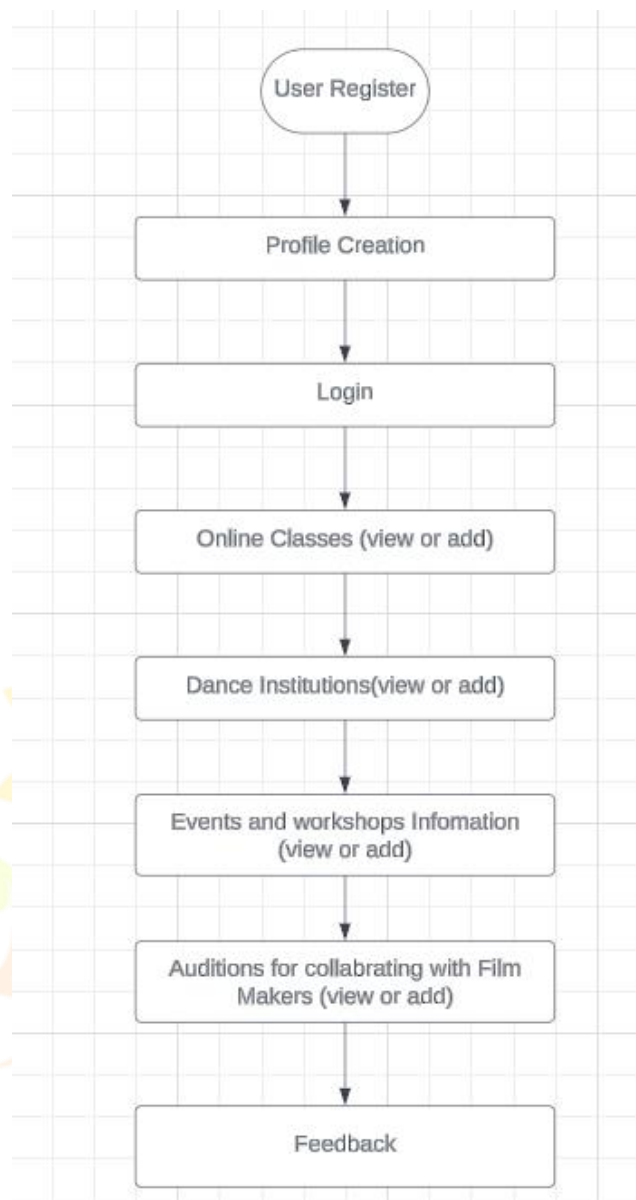 User Register
Profile Creation
Login
Online Classes (view or add)
Dance Institutions(view or add)
Events and workshops Infomation
(view or add)
Auditions for collabrating with Film
Makers (view or add)
Feedback